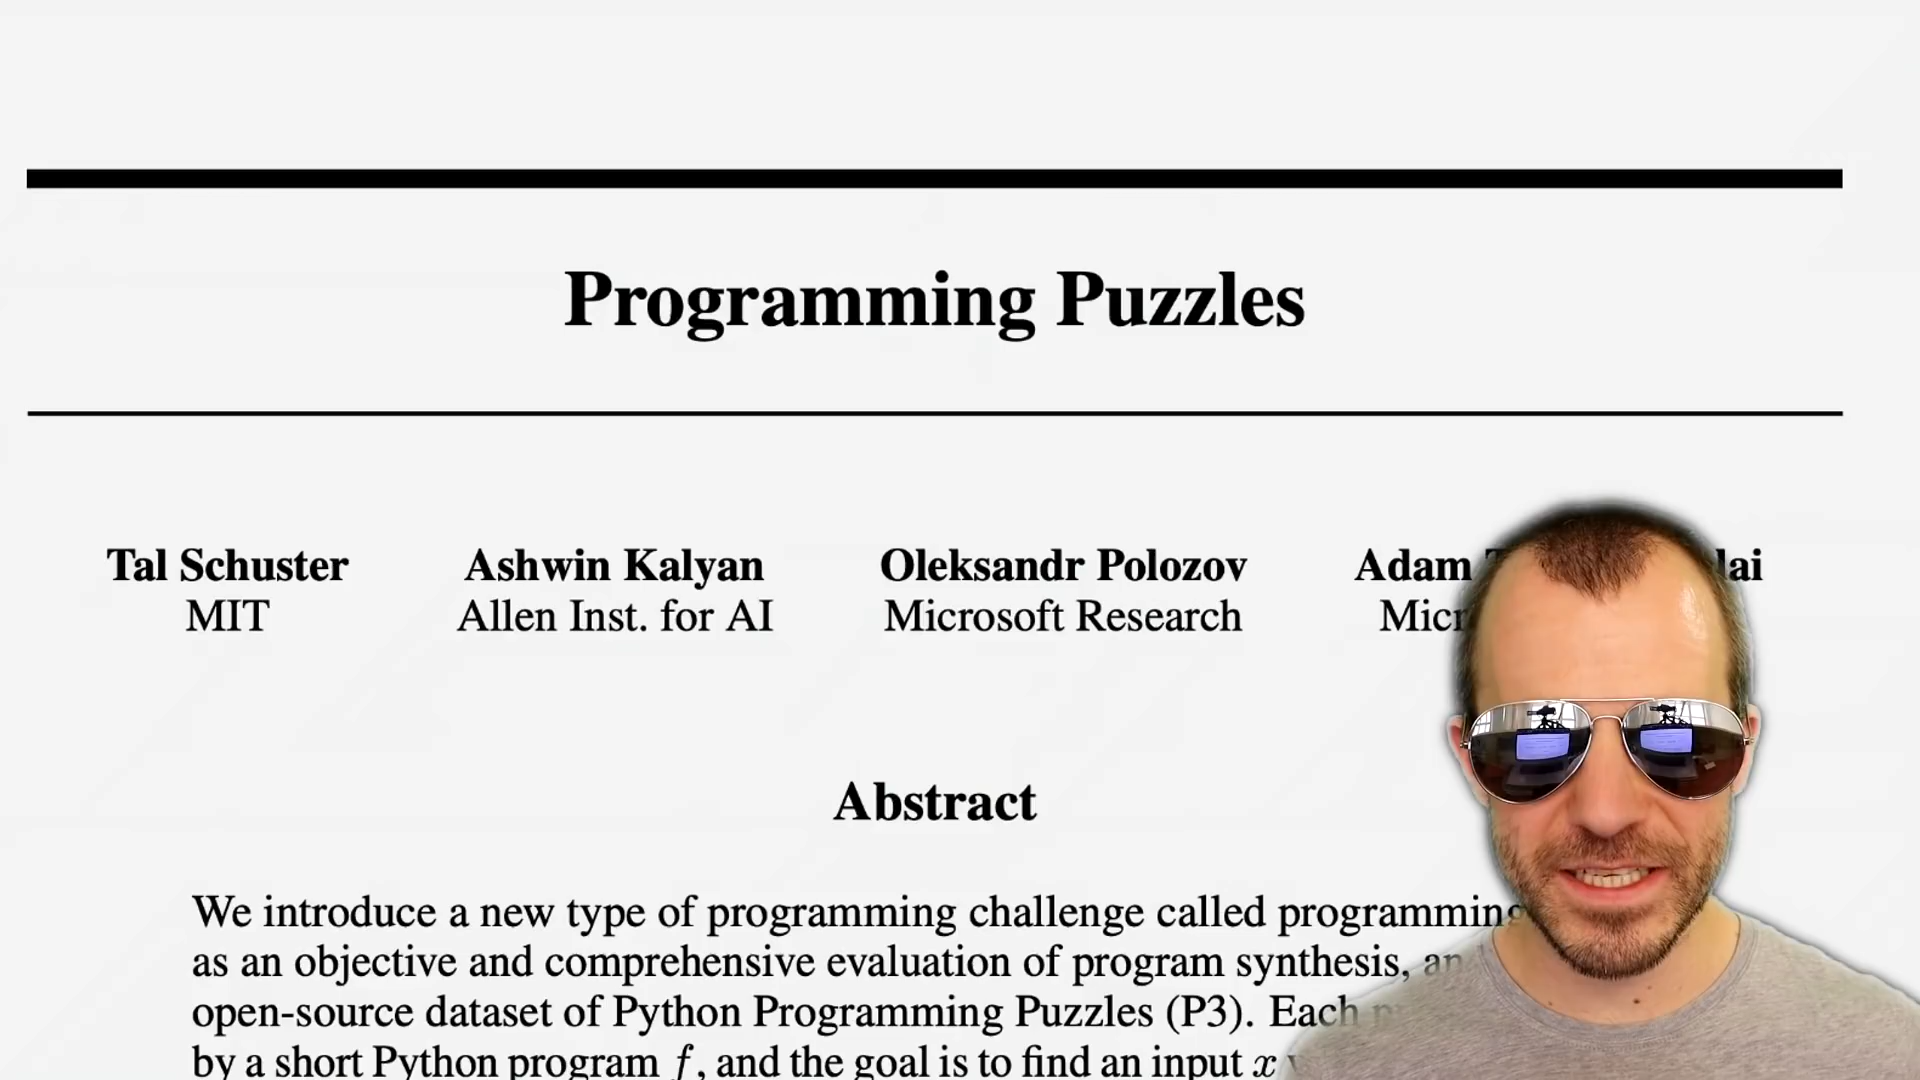 Programming Puzzles
Tal Schuster Ashwin Kalyan Oleksandr Polozov Adam
MIT Allen Inst. for AI Microsoft Research
Abstract
We introduce a new type of programming challenge called programming
as an objective and comprehensive evaluation of program synthesis,
open-source dataset of Python Programming Puzzles (P3). Each
by a short Python program f, and the goal is to find an input x